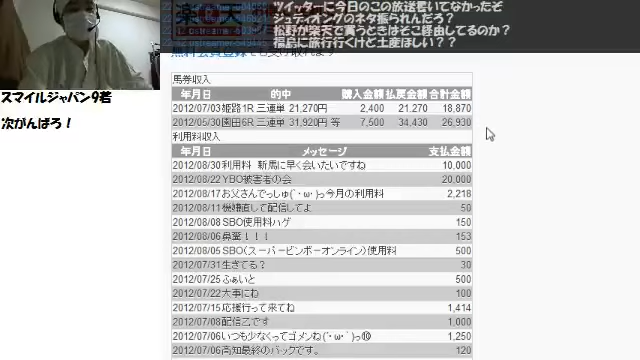 ツイッターに今日のこの放送書いてなかったぞ
ジュディオングのネタ振られんだろ?
松野が楽天で買うときはどこ経由してるのか?
福島に旅行行くけど土産ほしい??
スマイルジャパン9若
次がんばろ!
馬券収入
年月日 的中 購入金額 払戻金額 合計金額
2012/07/03 姫路1R 三連単 21,270円 2,400 21,270 18,870
2012/05/30 園田6R 三連単 31,920円 等 7,500 34,430 26,930
利用料収入
年月日 メッセージ 支払金額
2012/08/30 利用料 新馬に早く会いたいですね 10,000
2012/08/22 YBO被害者の会 20,000
2012/08/17 お父さんでっしゅ(´・ω・)っ今月の利用料 2,218
2012/08/11 機嫌直して配信してよ 50
2012/08/08 SBO使用料ハゲ 150
2012/08/06 鼻薬!!! 153
2012/08/05 SBO(スーパービンボーオンライン)使用料 500
2012/07/31 生きてる? 30
2012/07/25 ふぁいと 500
2012/07/22 大事にね 100
2012/07/15 応援行って来てね 1,414
2012/07/08 配信乙です 1,000
2012/07/06 いつも少なくってゴメンね(´・ω・`)っ⑩ 1,250
2012/07/06 高知最終のバックです。 120